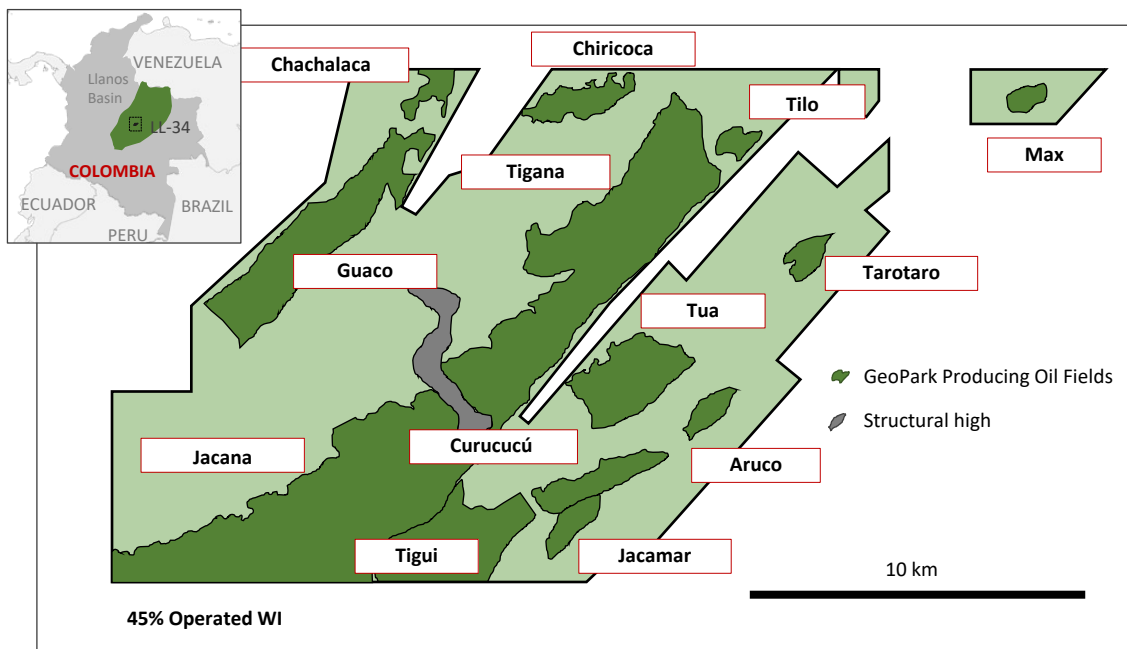 VENEZUELA
Llanos
Basin
LL-34
COLOMBIA
ECUADOR
BRAZIL
PERU
Chachalaca
Chiricoca
Tilo
Max
Tigana
Guaco
Tarotaro
Tua
GeoPark Producing Oil Fields
Structural high
Curucucú
Jacana
Aruco
Tigui
Jacamar
10 km
45% Operated WI